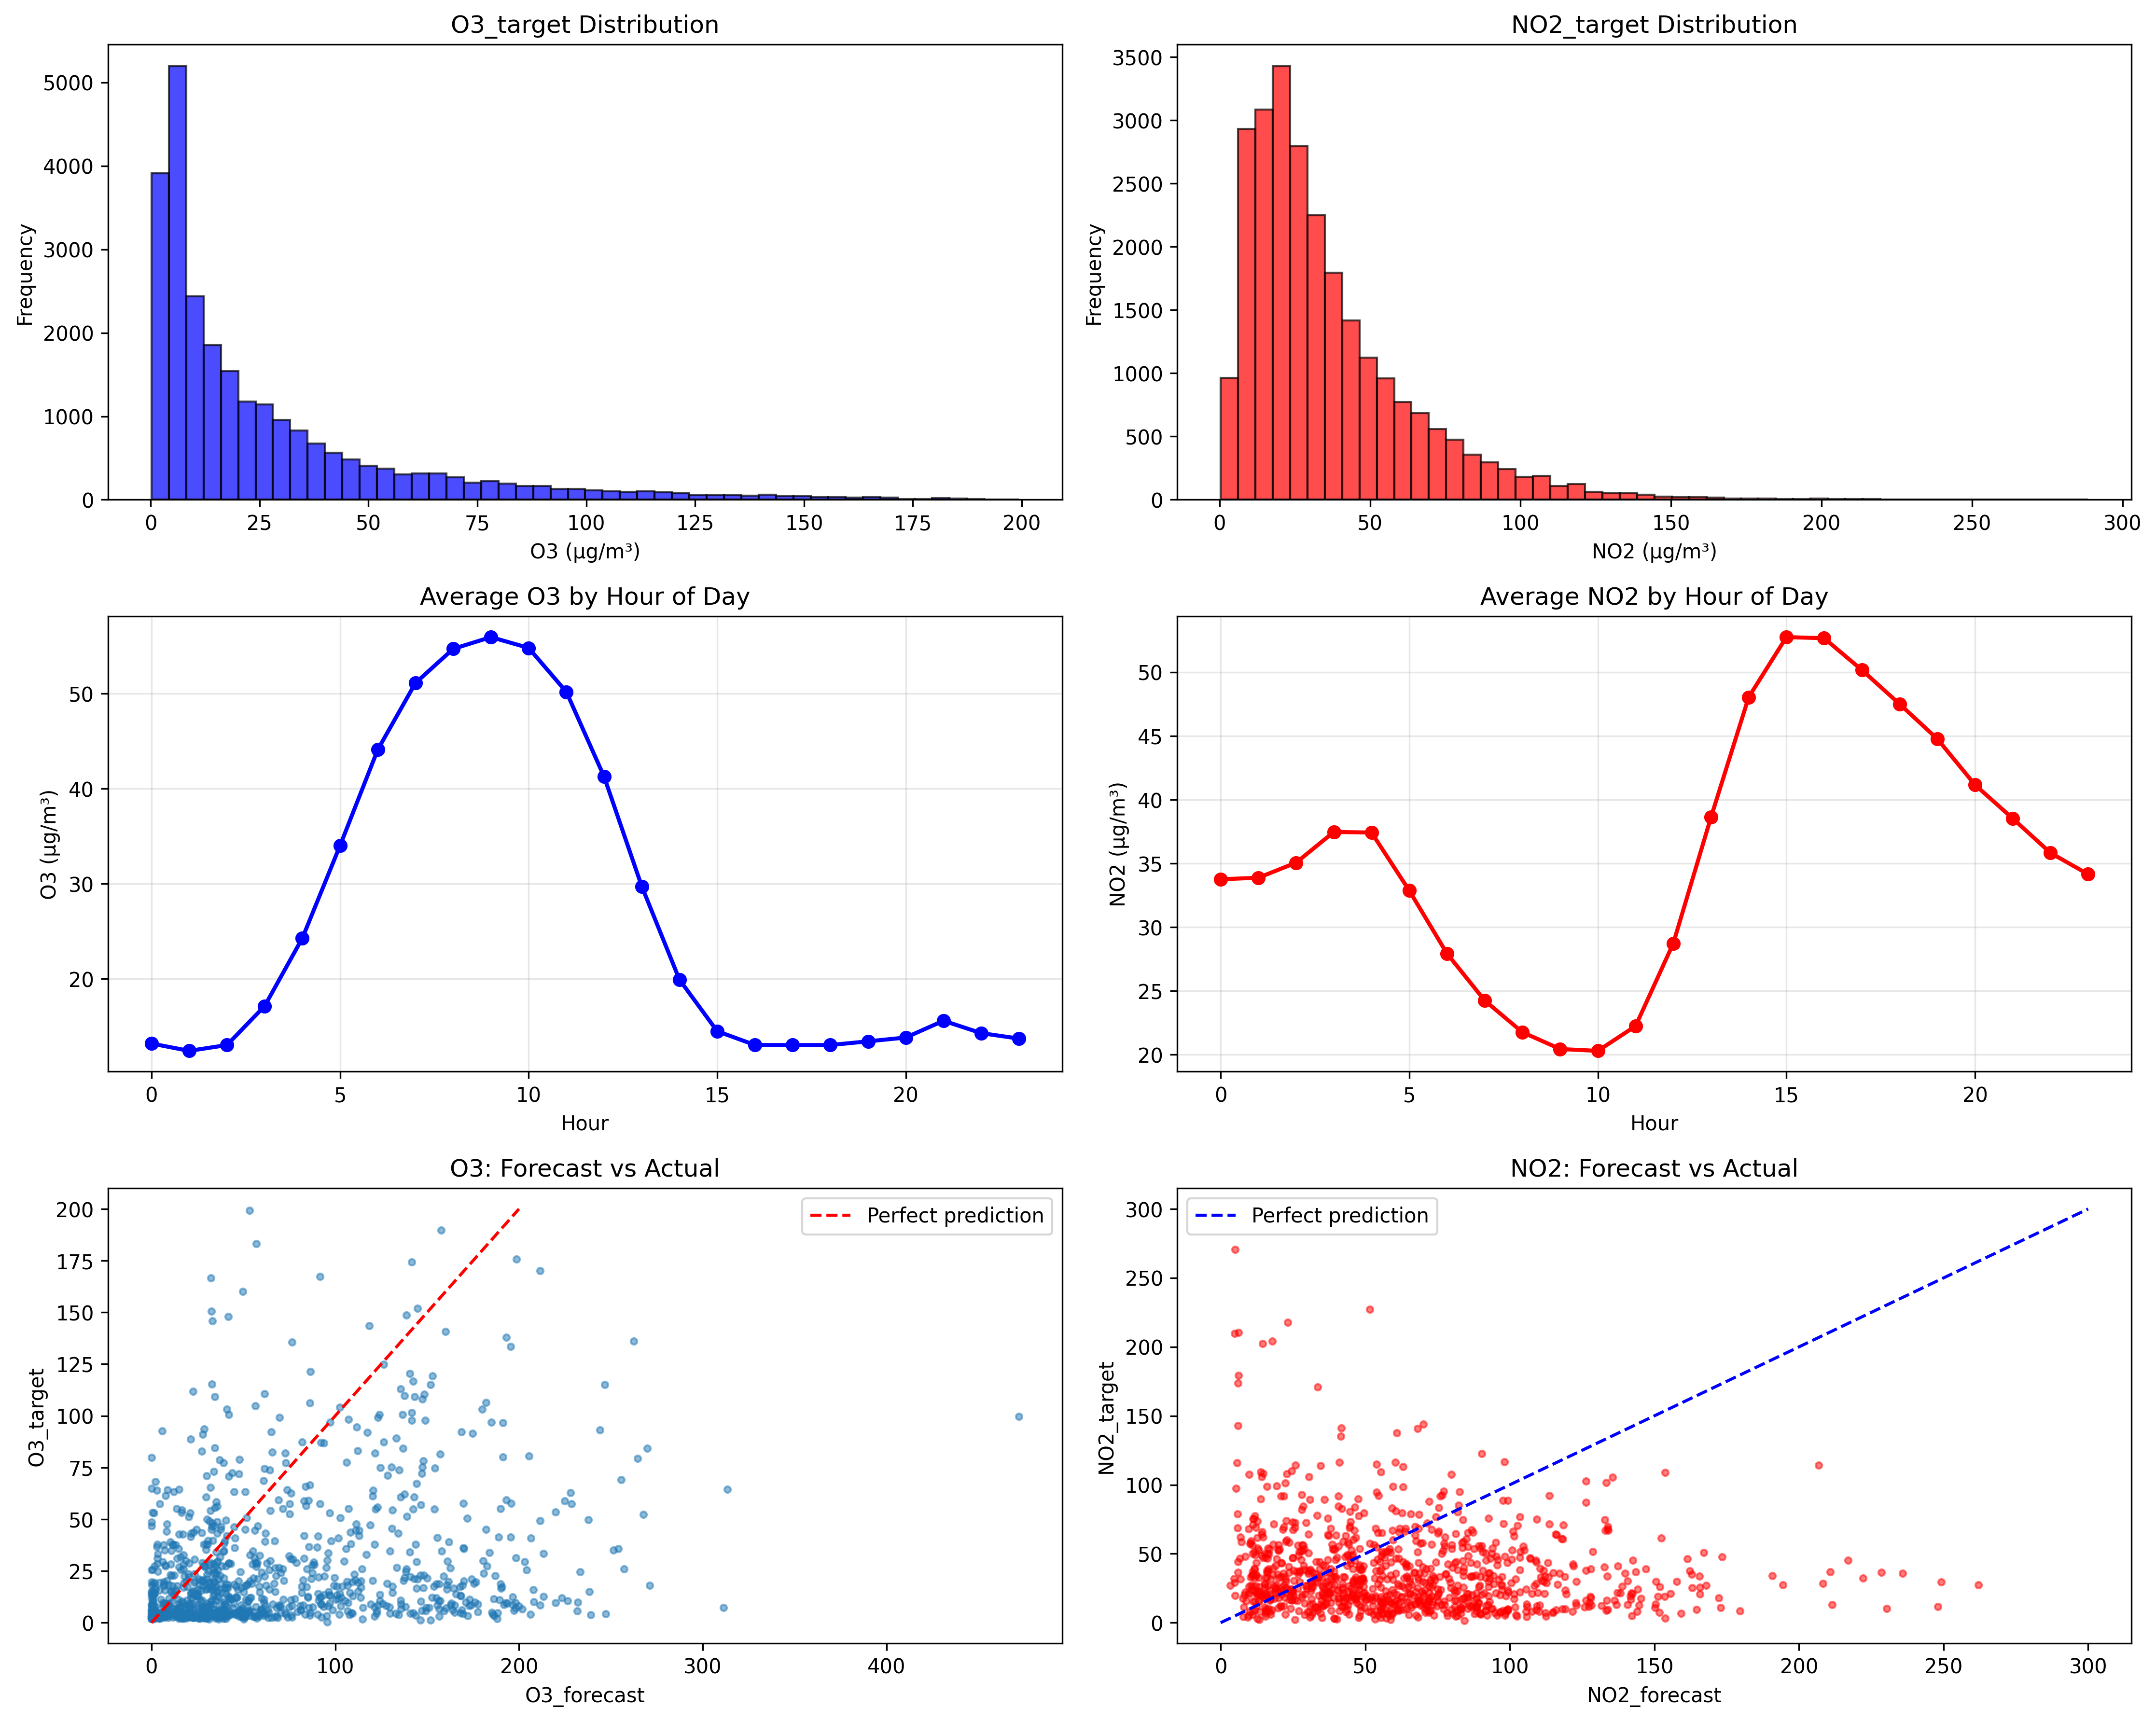 O3_target Distribution
Frequency
5000
4000
3000
2000
1000
0
0 25 50 75 100 125 150 175 200
O3 (μg/m³)
NO2_target Distribution
Frequency
3500
3000
2500
2000
1500
1000
500
0
0 50 100 150 200 250 300
NO2 (μg/m³)
Average O3 by Hour of Day
O3 (μg/m³)
50
40
30
20
0 5 10 15 20
Hour
Average NO2 by Hour of Day
NO2 (μg/m³)
50
45
40
35
30
25
20
0 5 10 15 20
Hour
O3: Forecast vs Actual
Perfect prediction
O3_target
200
175
150
125
100
75
50
25
0
0 100 200 300 400
O3_forecast
NO2: Forecast vs Actual
Perfect prediction
NO2_target
300
250
200
150
100
50
0
0 50 100 150 200 250 300
NO2_forecast